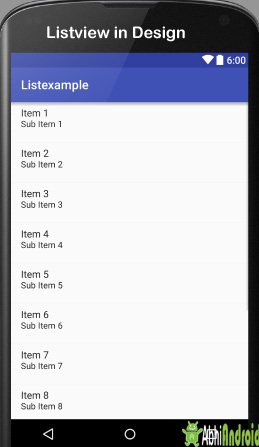 Listview in Design
6:00
Listexample
Item 1
Sub Item 1
Item 2
Sub Item 2
Item 3
Sub Item 3
Item 4
Sub Item 4
Item 5
Sub Item 5
Item 6
Sub Item 6
Item 7
Sub Item 7
Item 8
Sub Item 8
AbhiAndroid